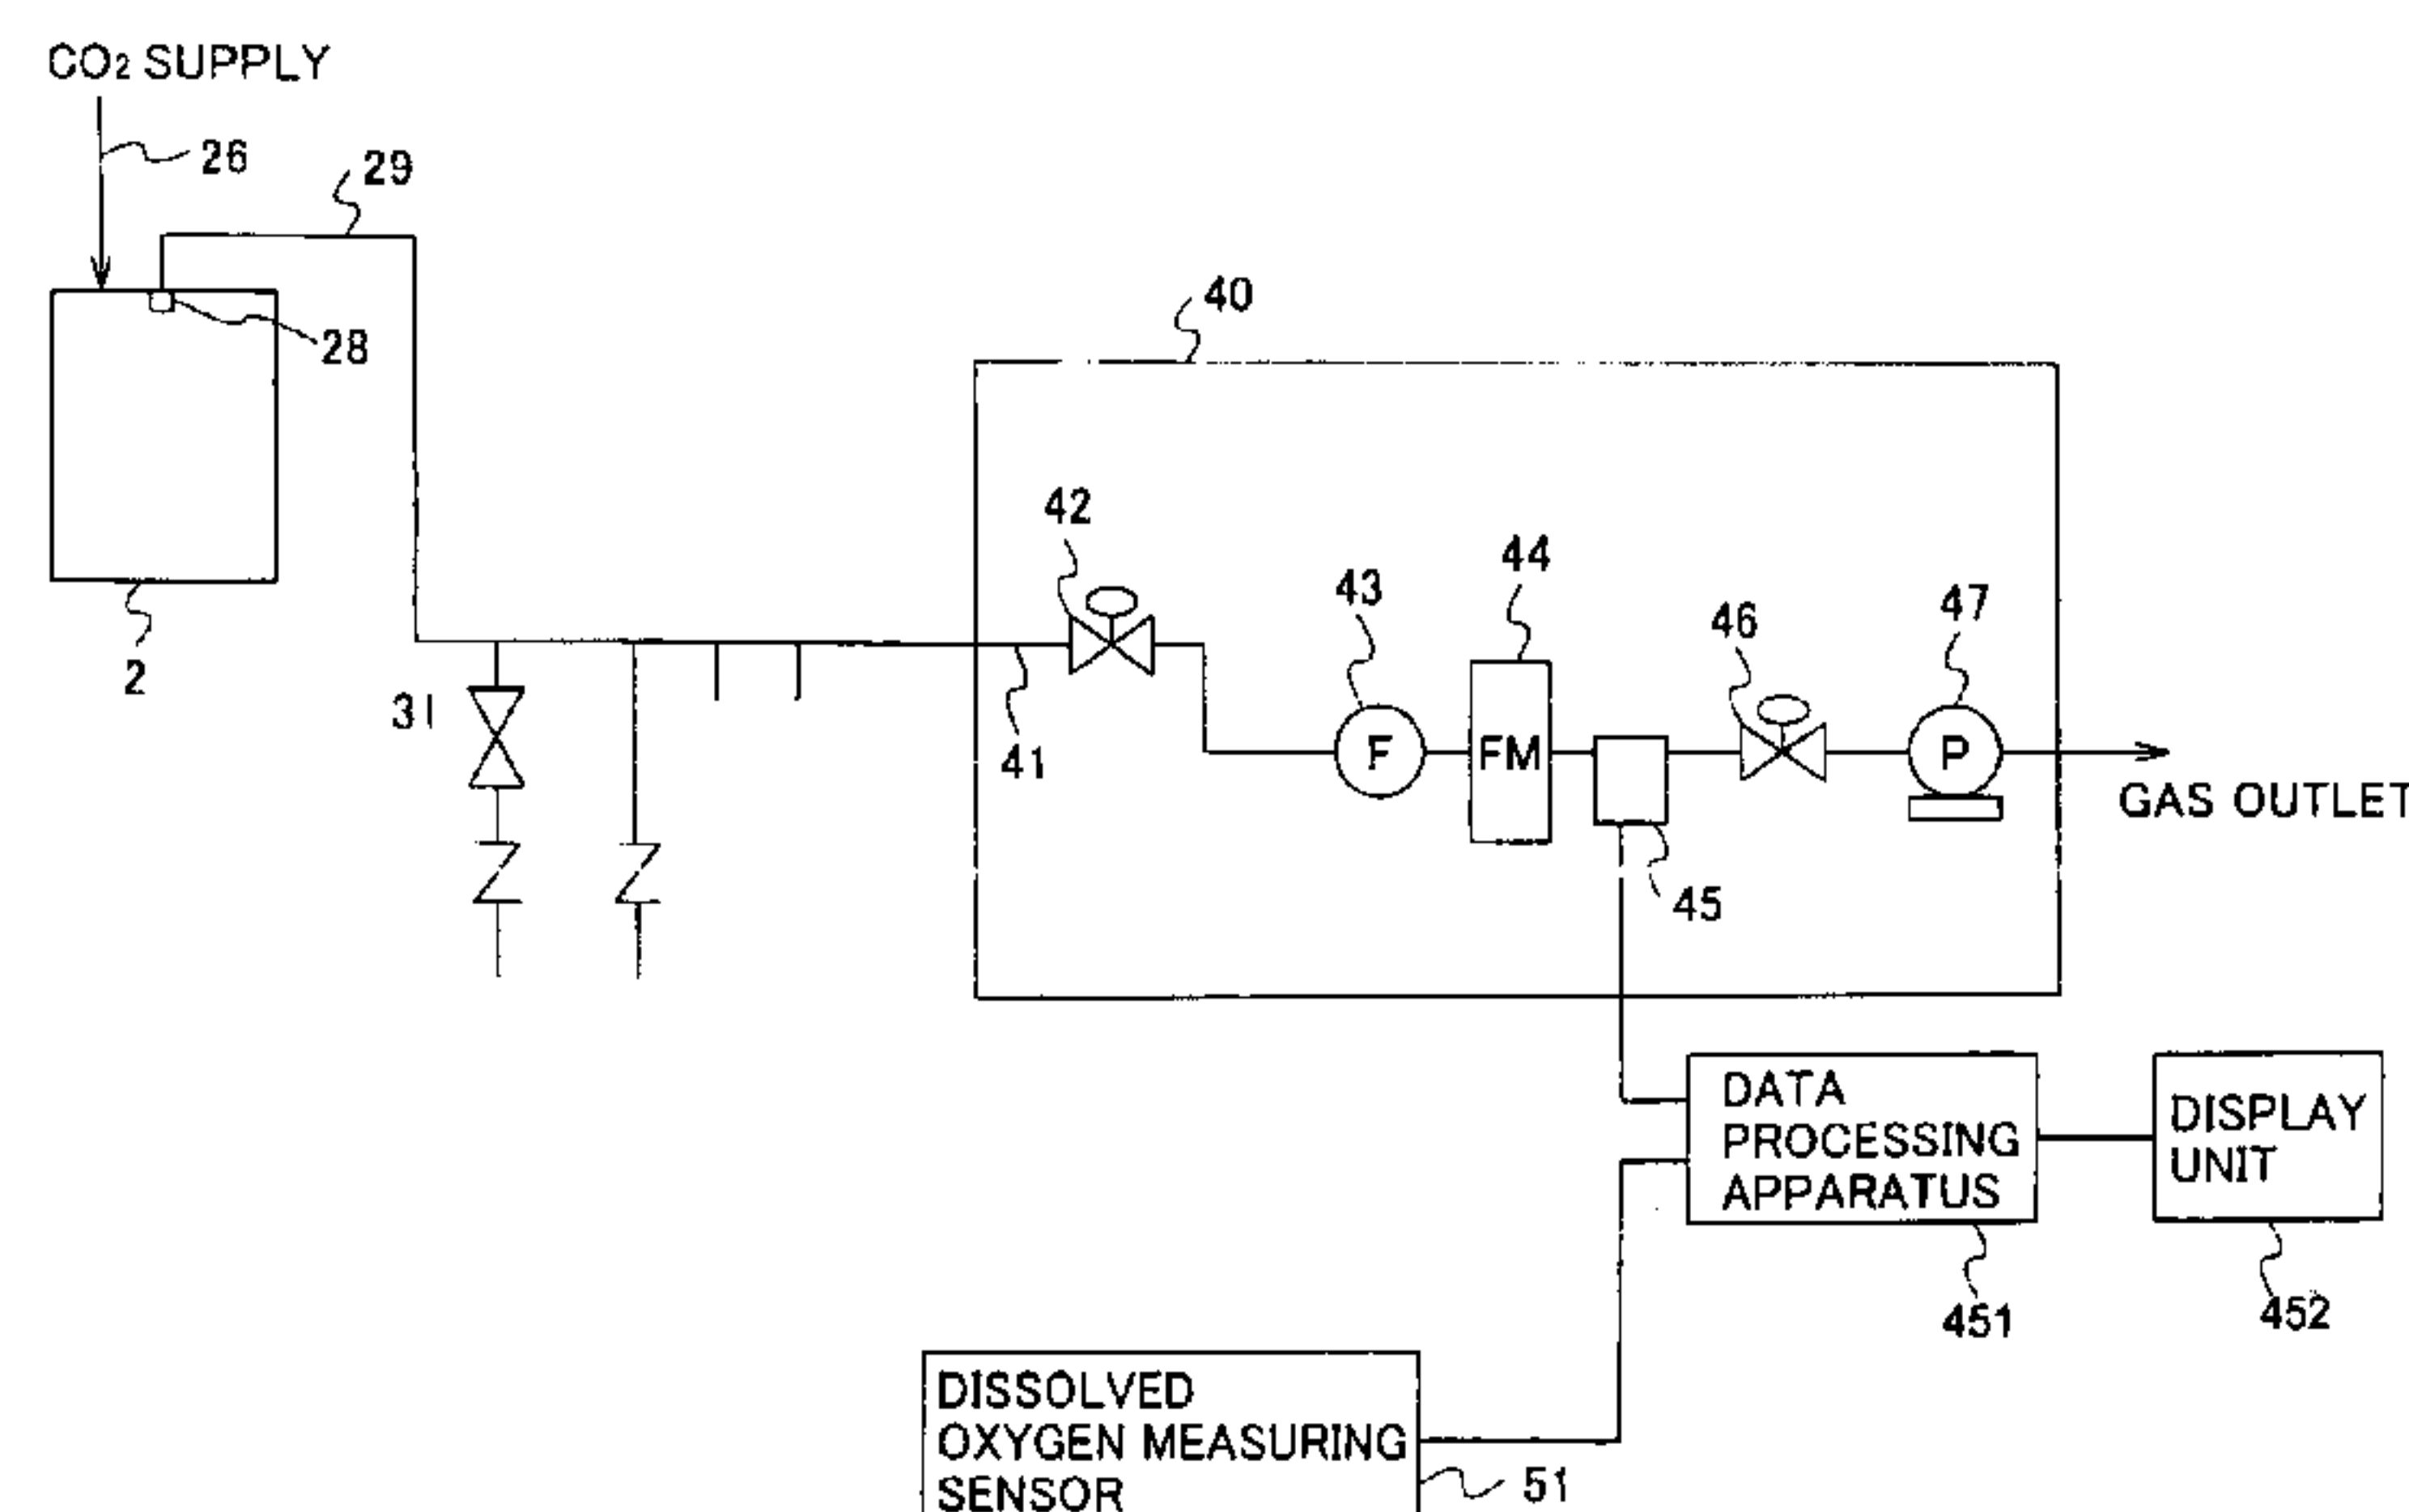 CO₂ SUPPLY
26
29
28
2
31
40
42
41
43
F
44
FM
45
46
47
P
GAS OUTLET
DATA
PROCESSING
APPARATUS
451
DISPLAY
UNIT
452
DISSOLVED
OXYGEN MEASURING
SENSOR
51